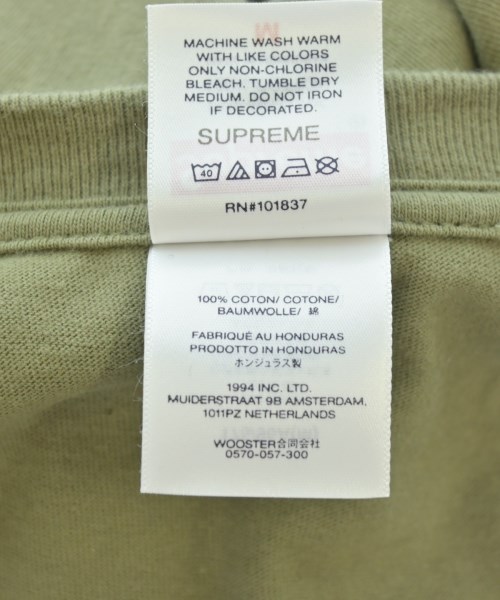 M
MACHINE WASH WARM
WITH LIKE COLORS
ONLY NON-CHLORINE
BLEACH. TUMBLE DRY
MEDIUM. DO NOT IRON
IF DECORATED.
SUPREME
40
RN#101837
100% COTON/ COTONE/
BAUMWOLLE/ 綿
FABRIQUÉ AU HONDURAS
PRODOTTO IN HONDURAS
ホンジュラス製
1994 INC. LTD.
MUIDERSTRAAT 9B AMSTERDAM,
1011PZ NETHERLANDS
WOOSTER合同会社
0570-057-300